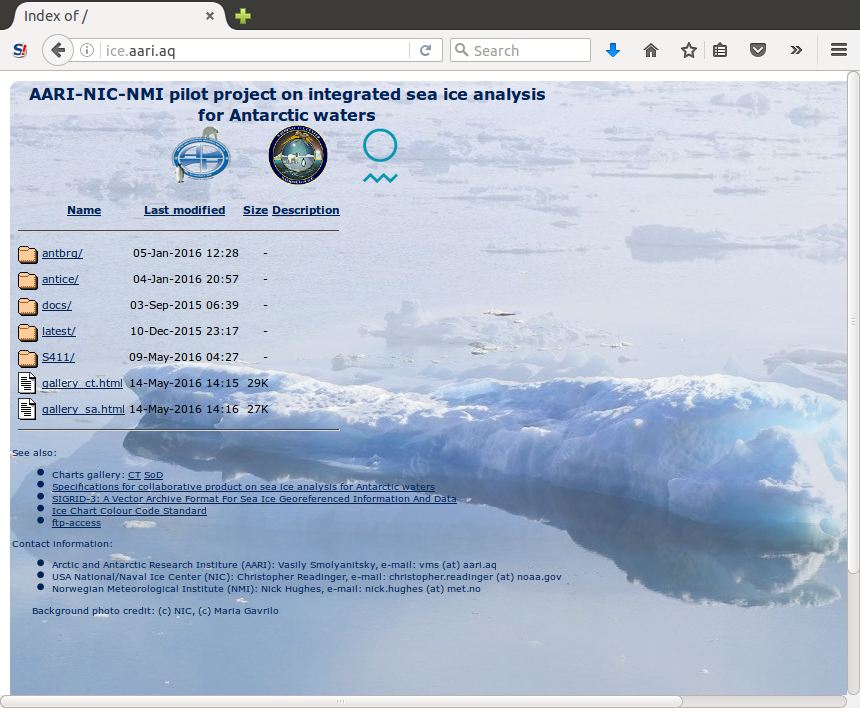 Index of /
ice.aari.aq
Search
AARI-NIC-NMI pilot project on integrated sea ice analysis
for Antarctic waters
Name Last modified Size Description
antbrg/ 05-Jan-2016 12:28 -
antice/ 04-Jan-2016 20:57 -
docs/ 03-Sep-2015 06:39 -
latest/ 10-Dec-2015 23:17 -
S411/ 09-May-2016 04:27 -
gallery_ct.html 14-May-2016 14:15 29K
gallery_sa.html 14-May-2016 14:16 27K
See also:
Charts gallery: CT SoD
Specifications for collaborative product on sea ice analysis for Antarctic waters
SIGRID-3: A Vector Archive Format For Sea Ice Georeferenced Information And Data
Ice Chart Colour Code Standard
ftp-access
Contact information:
Arctic and Antarctic Research Institure (AARI): Vasily Smolyanitsky, e-mail: vms (at) aari.aq
USA National/Naval Ice Center (NIC): Christopher Readinger, e-mail: christopher.readinger (at) noaa.gov
Norwegian Meteorological Institute (NMI): Nick Hughes, e-mail: nick.hughes (at) met.no
Background photo credit: (c) NIC, (c) Maria Gavrilo